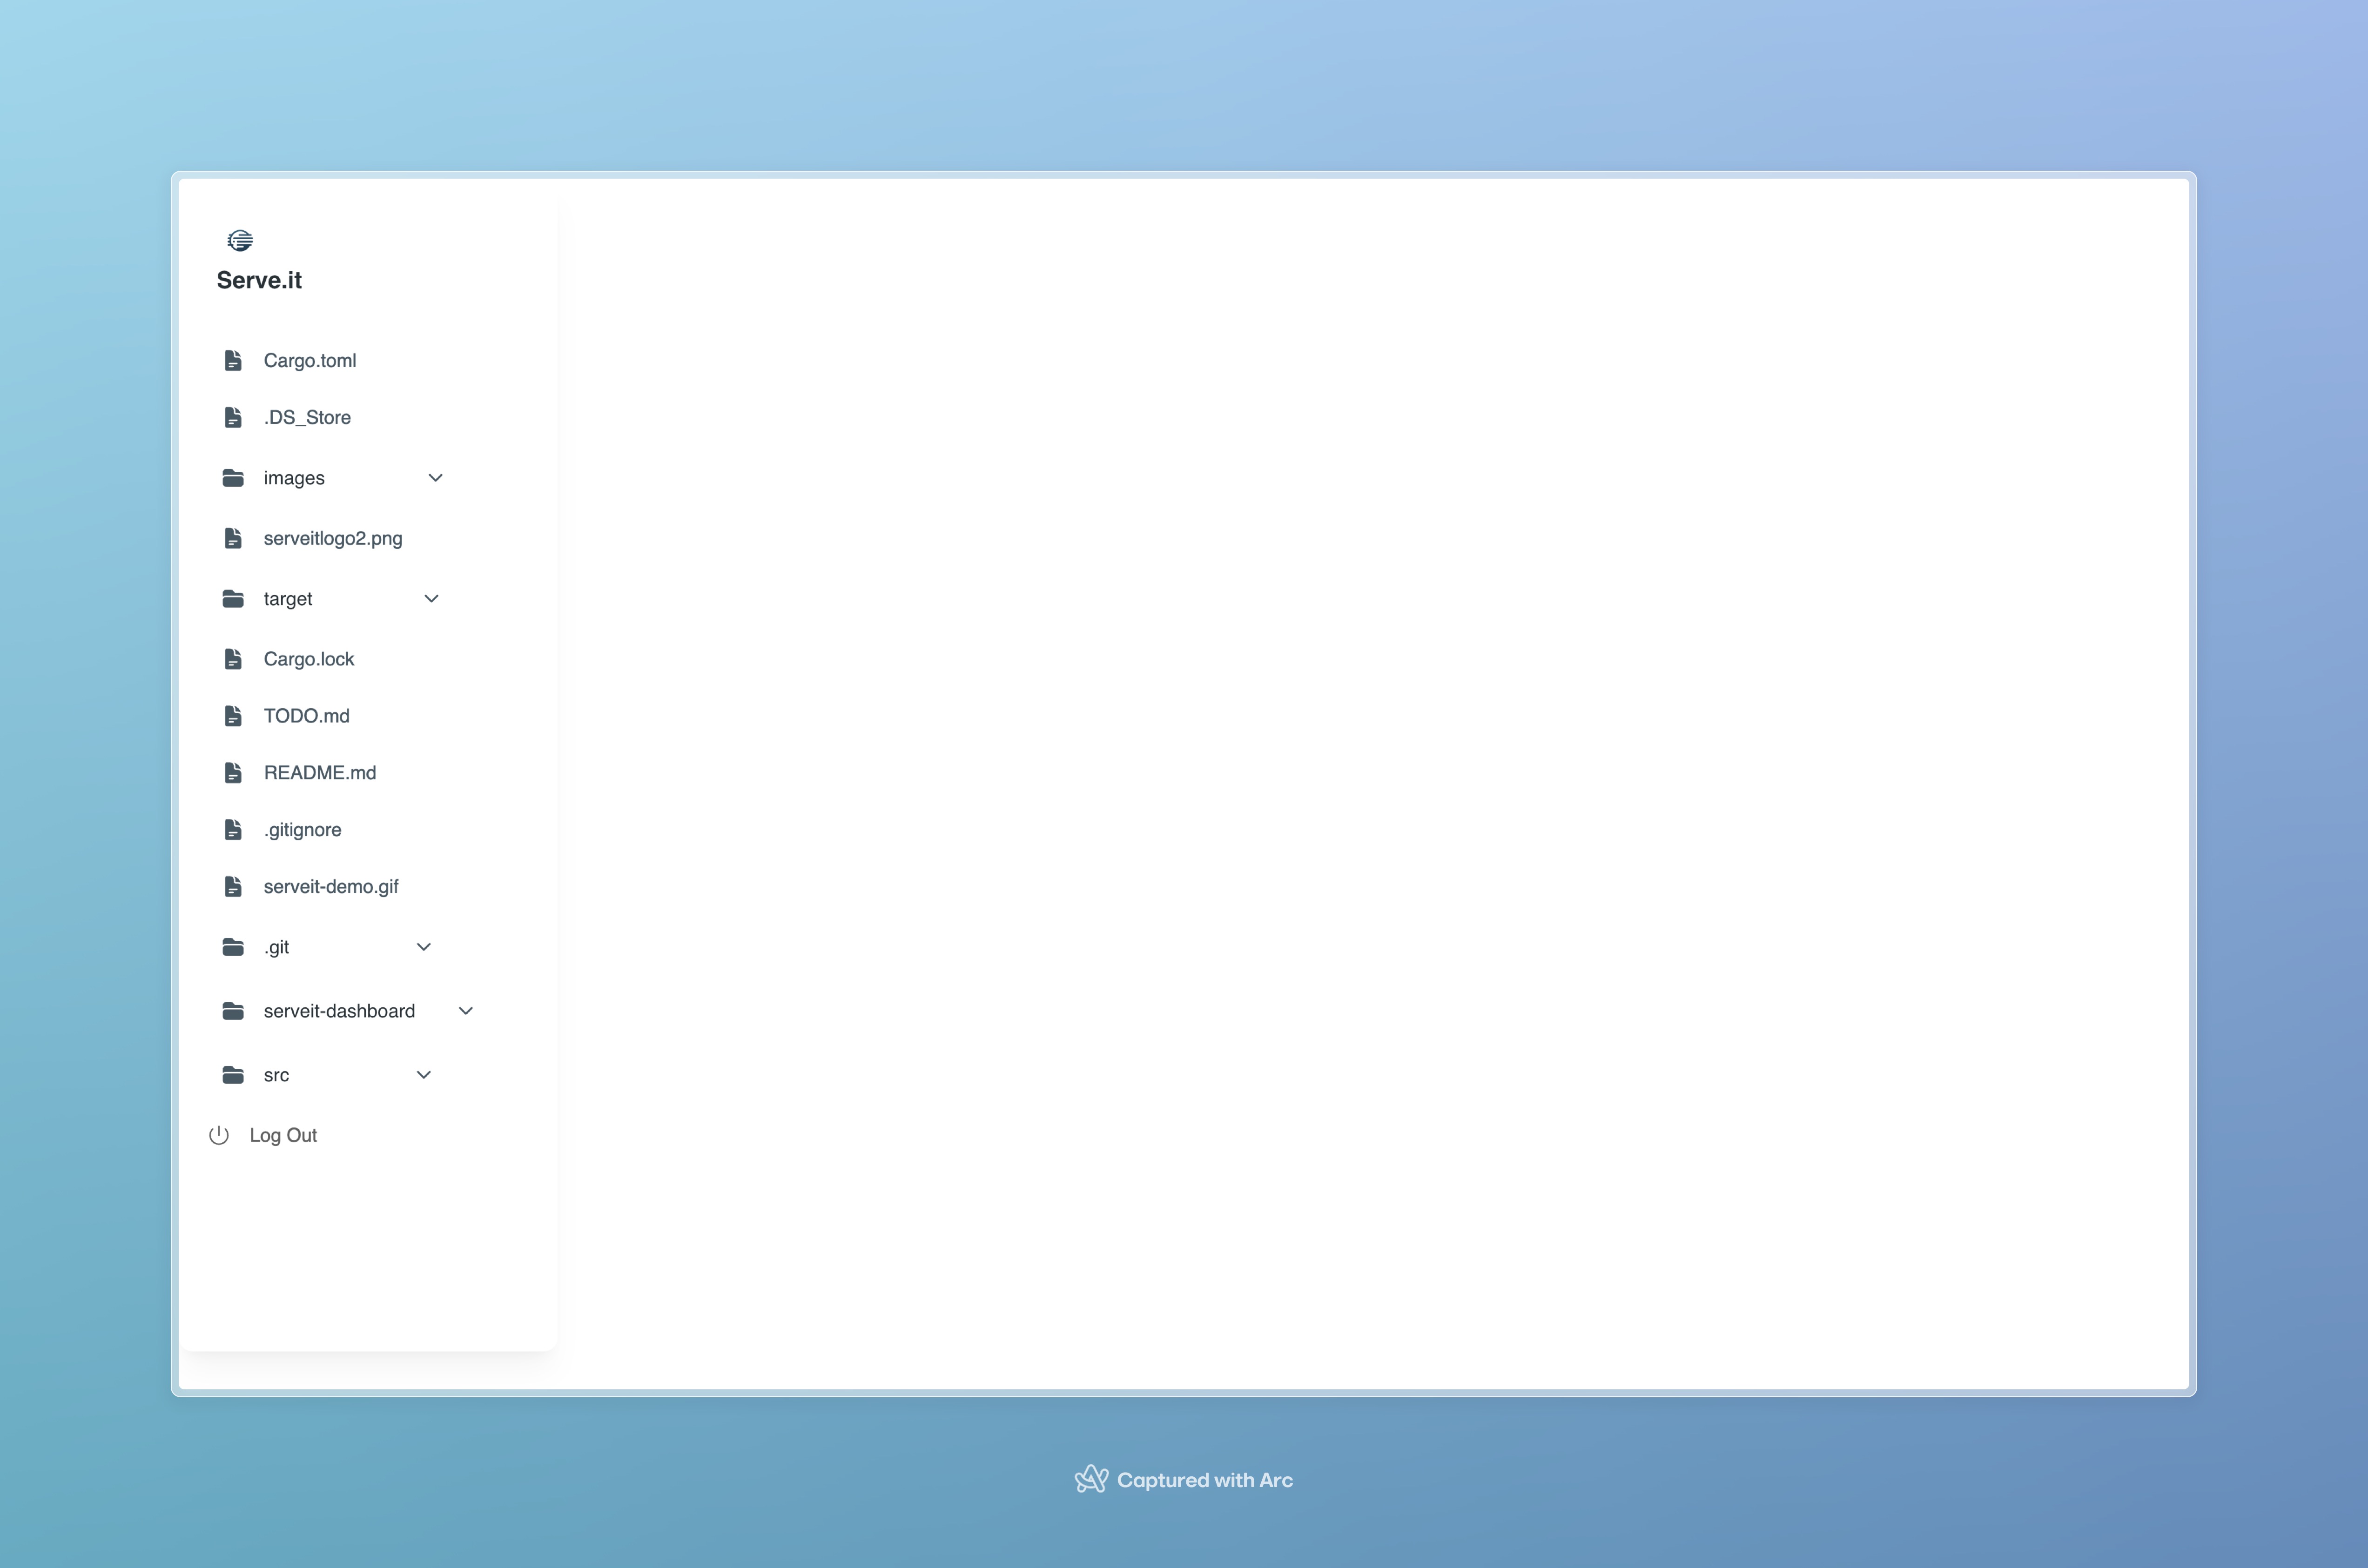 Serve.it
Cargo.toml
.DS_Store
images
serveitlogo2.png
target
Cargo.lock
TODO.md
README.md
.gitignore
serveit-demo.gif
.git
serveit-dashboard
src
Log Out
Captured with Arc